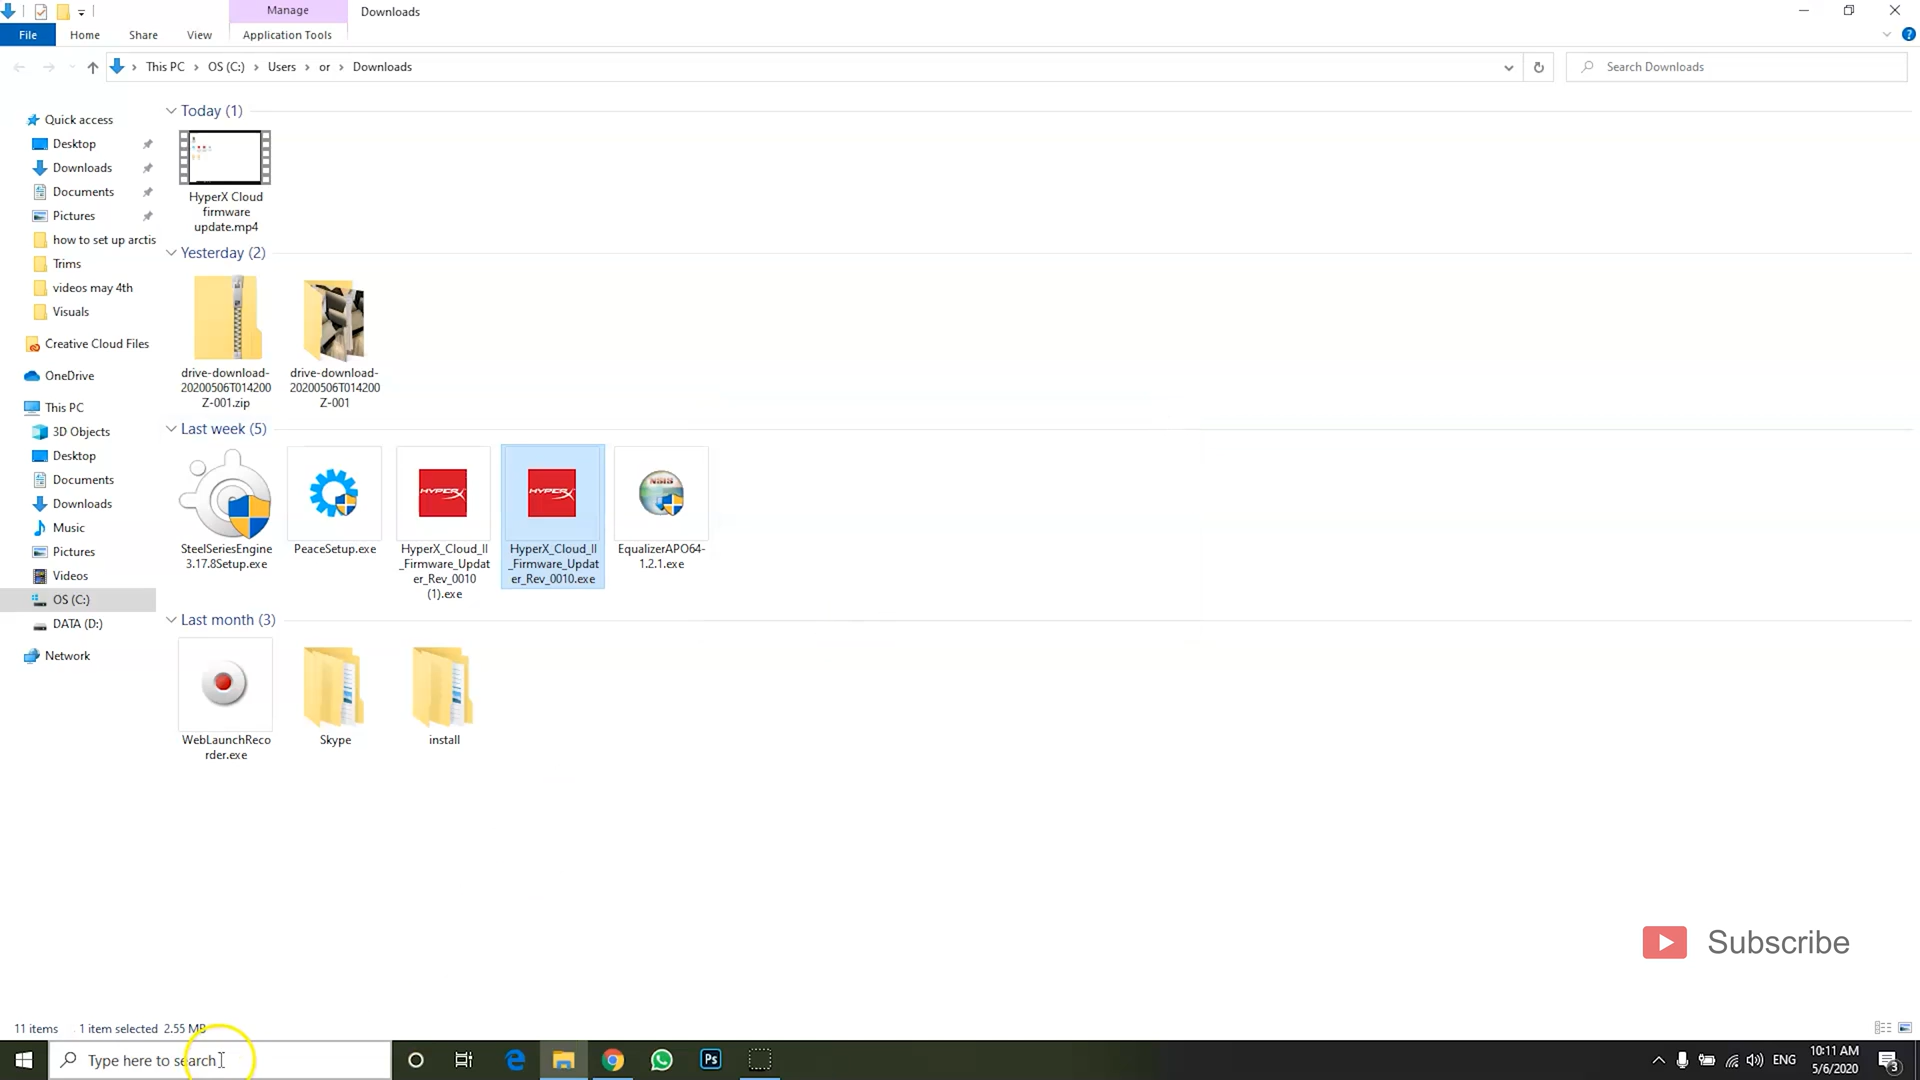 Manage
Downloads
File
Home
Share
View
Application Tools
This PC
OS (C:)
Users
or
Downloads
Search Downloads
Quick access
Desktop
Downloads
Documents
Pictures
how to set up arctis
Trims
videos may 4th
Visuals
Creative Cloud Files
OneDrive
This PC
3D Objects
Desktop
Documents
Downloads
Music
Pictures
Videos
OS (C:)
DATA (D:)
Network
Today (1)
HyperX Cloud
firmware
update.mp4
Yesterday (2)
drive-download-
20200506T014200
Z-001.zip
drive-download-
20200506T014200
Z-001
Last week (5)
SteelSeriesEngine
3.17.8Setup.exe
PeaceSetup.exe
HYPERX
HyperX_Cloud_II
_Firmware_Updat
er_Rev_0010
(1).exe
HYPERX
HyperX_Cloud_II
_Firmware_Updat
er_Rev_0010.exe
NSIS
EqualizerAPO64-
1.2.1.exe
Last month (3)
WebLaunchReco
rder.exe
Skype
install
Subscribe
11 items
1 item selected 2.55 MB
Type here to search
Ps
ENG
10:11 AM
5/6/2020
3